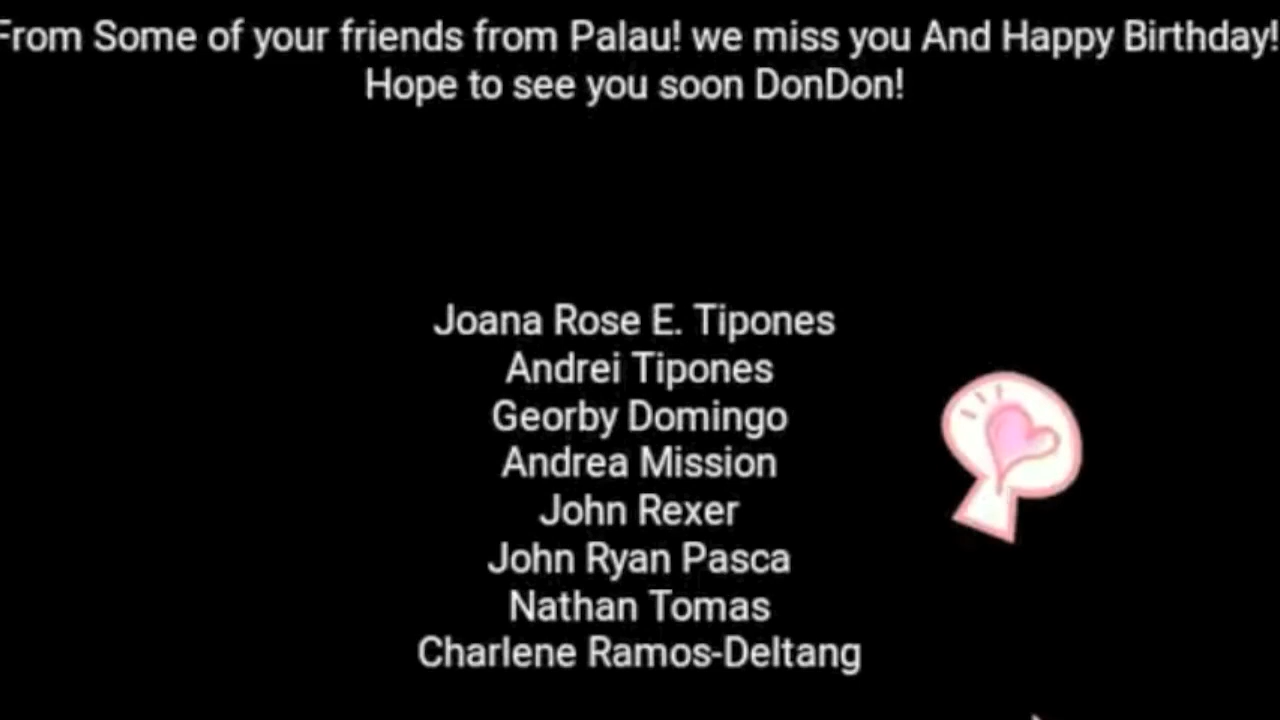 From Some of your friends from Palau! we miss you And Happy Birthday!
Hope to see you soon DonDon!
Joana Rose E. Tipones
Andrei Tipones
Georby Domingo
Andrea Mission
John Rexer
John Ryan Pasca
Nathan Tomas
Charlene Ramos-Deltang